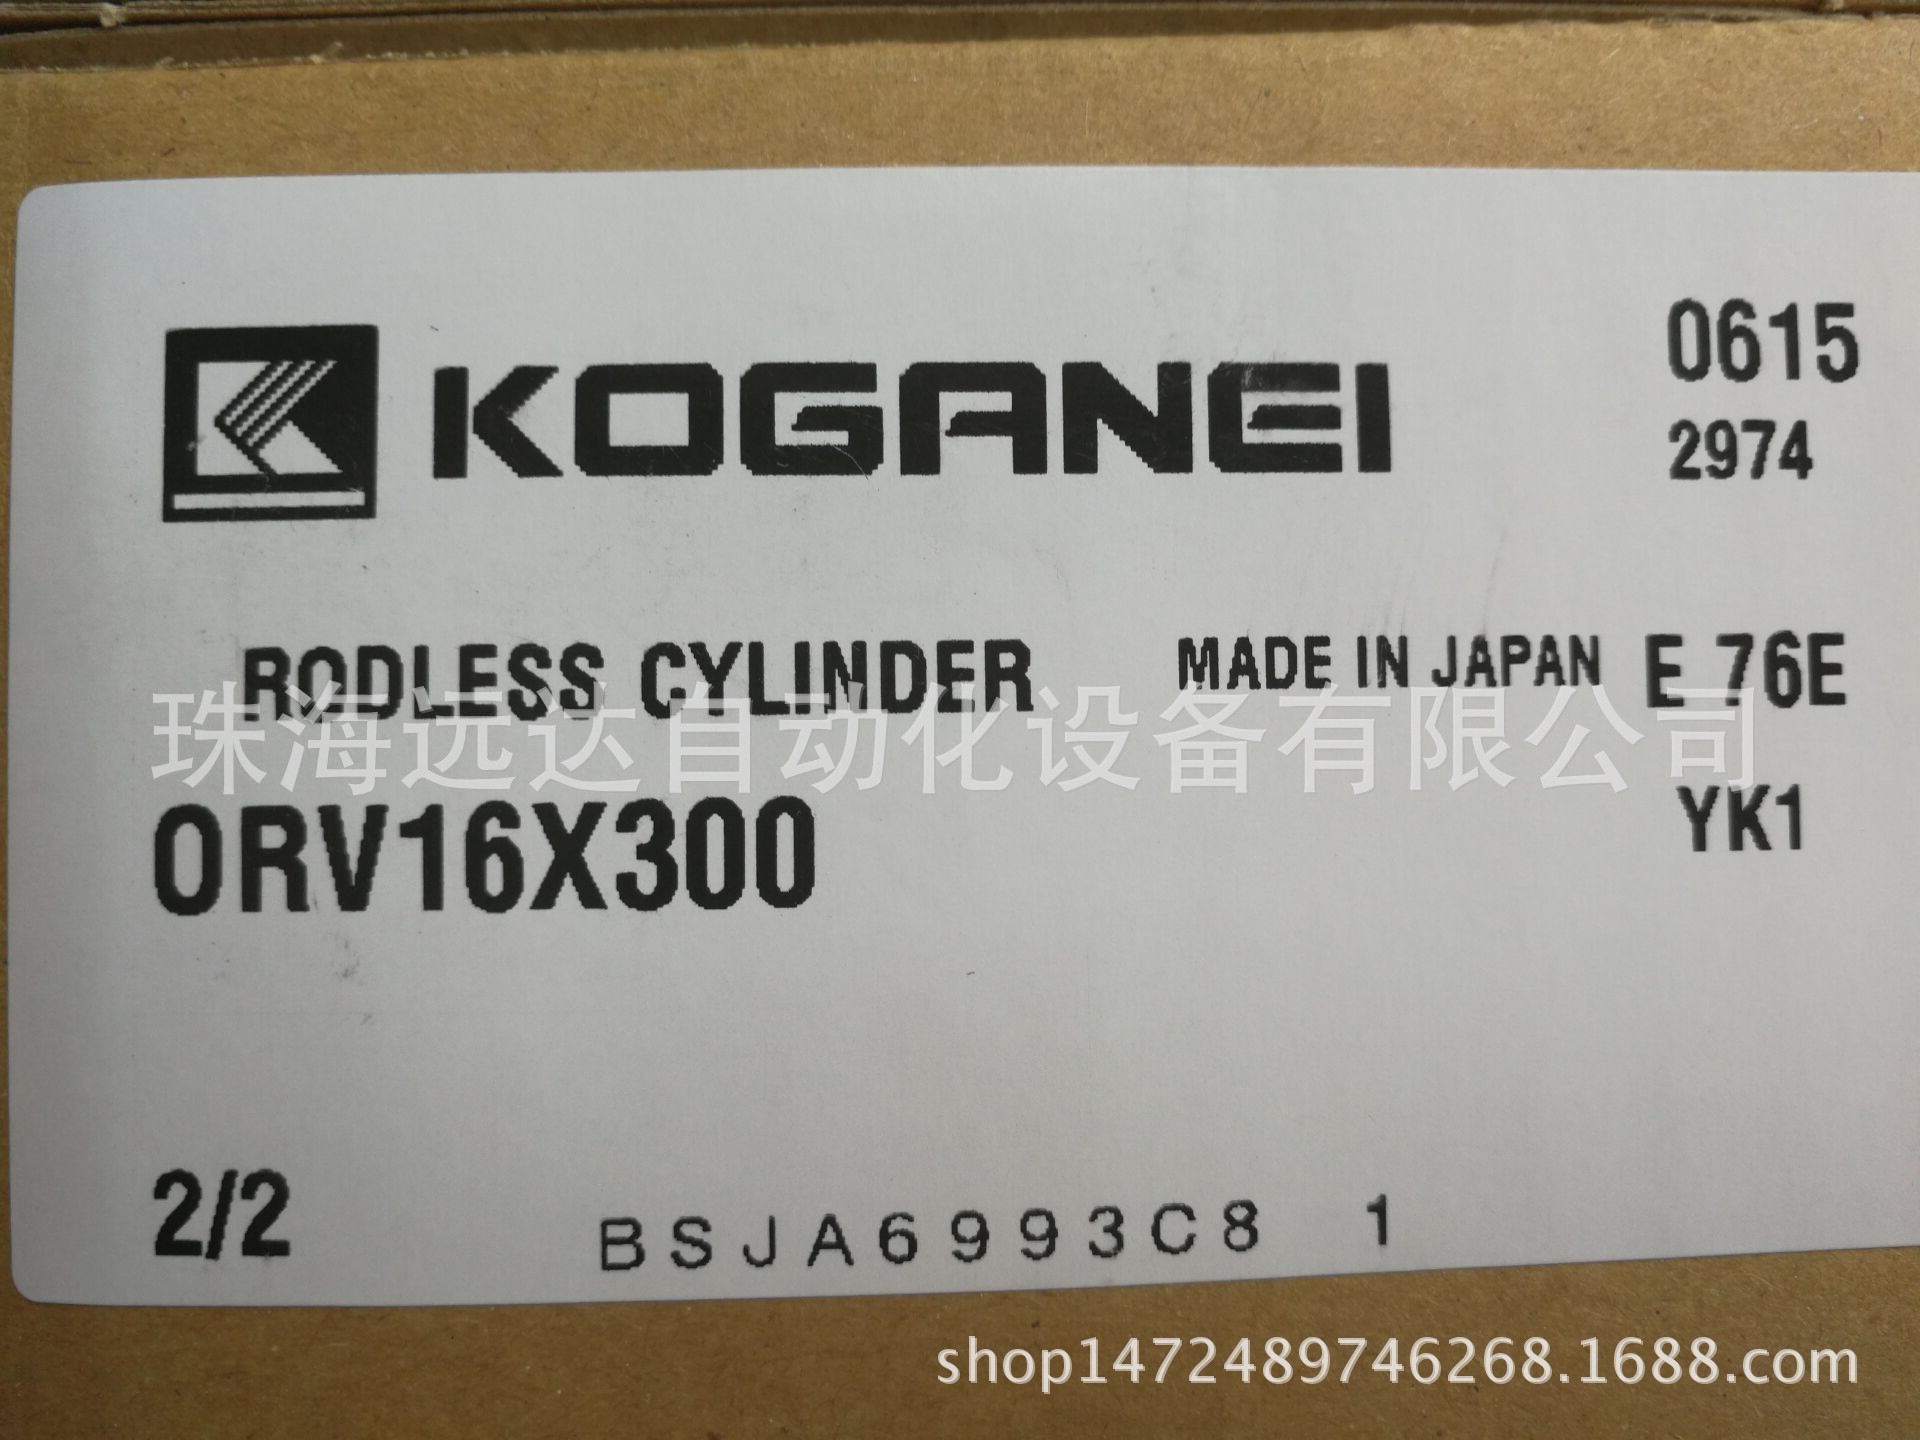 KOGANEI
0615
2974
RODLESS CYLINDER
MADE IN JAPAN
E 76E
珠海远达自动化设备有限公司
ORV16X300
YK1
2/2
BSJA6993C8 1
shop1472489746268.1688.com